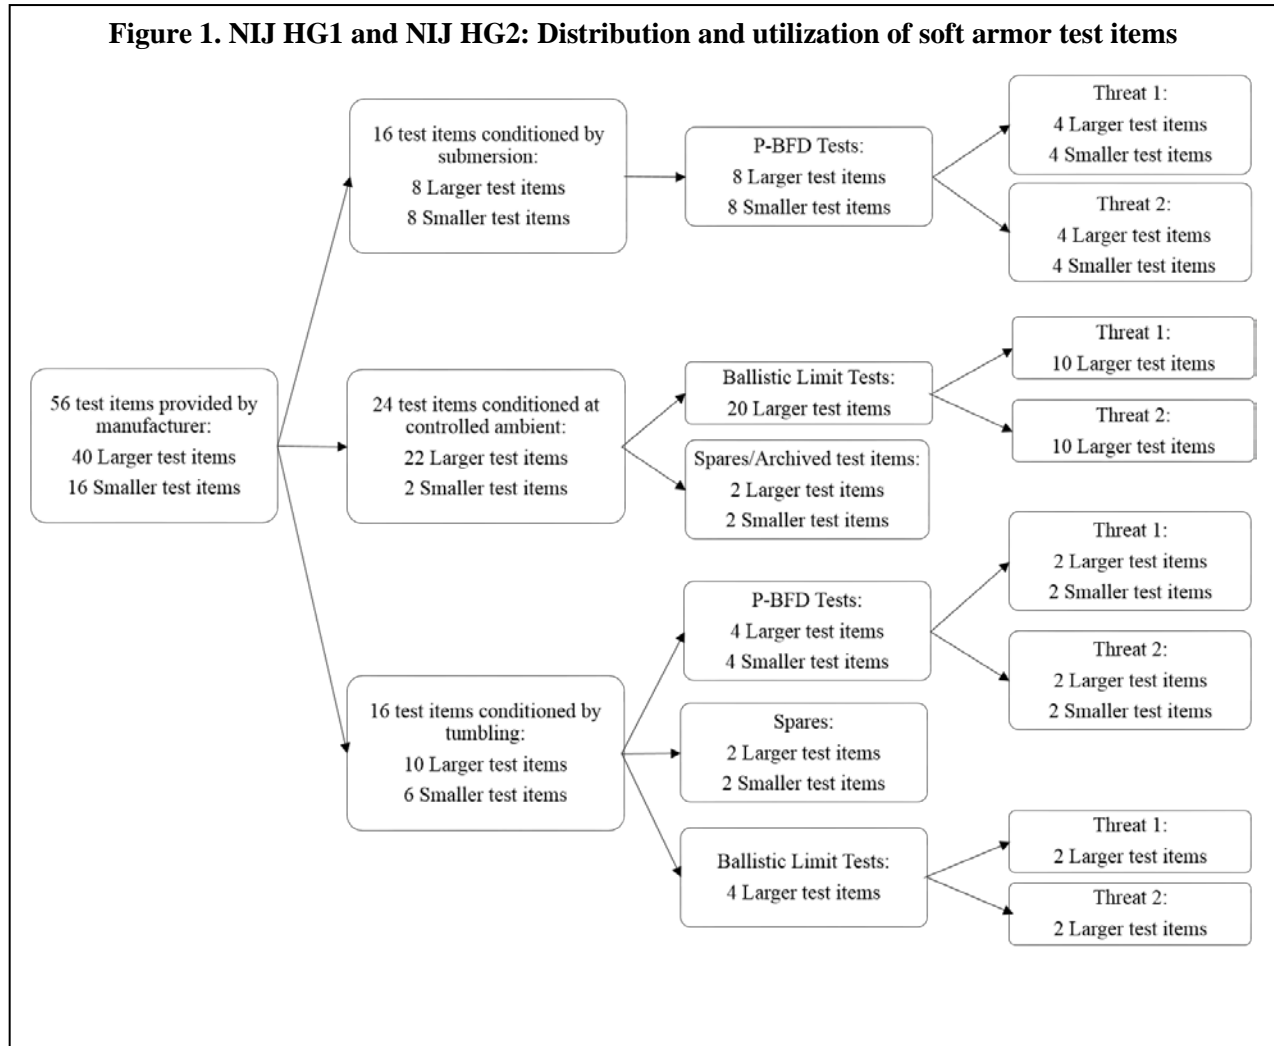 Figure 1. NIJ HG1 and NIJ HG2: Distribution and utilization of soft armor test items
56 test items provided by
manufacturer:
40 Larger test items
16 Smaller test items
16 test items conditioned by
submersion:
8 Larger test items
8 Smaller test items
P-BFD Tests:
8 Larger test items
8 Smaller test items
Threat 1:
4 Larger test items
4 Smaller test items
Threat 2:
4 Larger test items
4 Smaller test items
24 test items conditioned at
controlled ambient:
22 Larger test items
2 Smaller test items
Ballistic Limit Tests:
20 Larger test items
Threat 1:
10 Larger test items
Threat 2:
10 Larger test items
Spares/Archived test items:
2 Larger test items
2 Smaller test items
16 test items conditioned by
tumbling:
10 Larger test items
6 Smaller test items
P-BFD Tests:
4 Larger test items
4 Smaller test items
Threat 1:
2 Larger test items
2 Smaller test items
Threat 2:
2 Larger test items
2 Smaller test items
Spares:
2 Larger test items
2 Smaller test items
Ballistic Limit Tests:
4 Larger test items
Threat 1:
2 Larger test items
Threat 2:
2 Larger test items